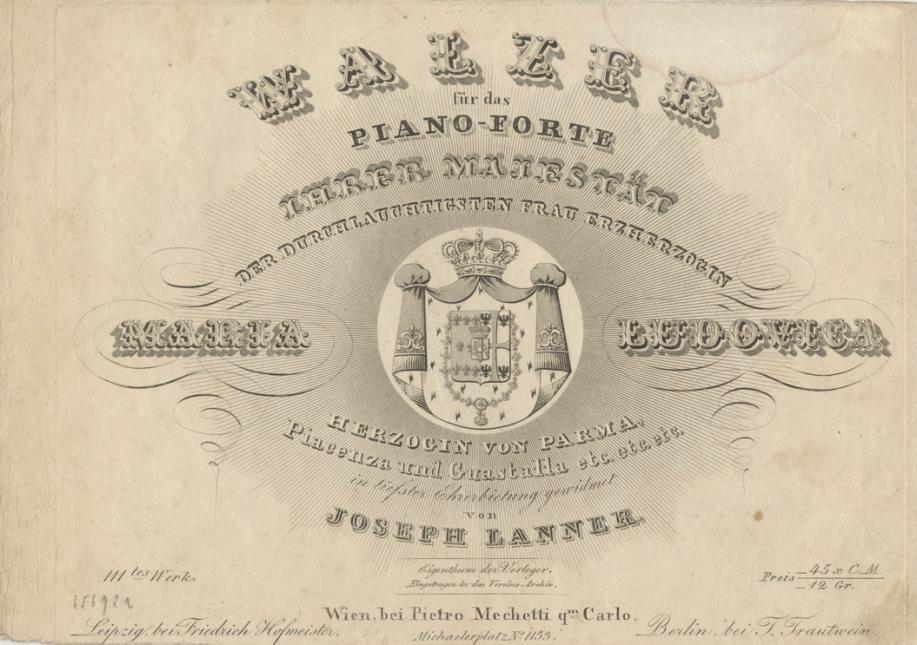 WALZER
für das
PIANO-FORTE
IHRER MAJESTÄT
DER DURCHLAUCHTIGSTEN FRAU ERZHERZOGIN
MARIA LUDOVICA
HERZOGIN VON PARMA,
Piacenza und Guastalla etc. etc. etc.
in tiefster Ehrerbietung gewidmet
von
JOSEPH LANNER.
111tes Werk.
Eigenthum der Verleger.
Eingetragen in das Vereins-Archiv.
Preis 45 x C.M
12 Gr.
Wien, bei Pietro Mechetti qm Carlo.
Michaelerplatz No 1153.
Leipzig, bei Friedrich Hofmeister.
Berlin, bei T. Trautwein.